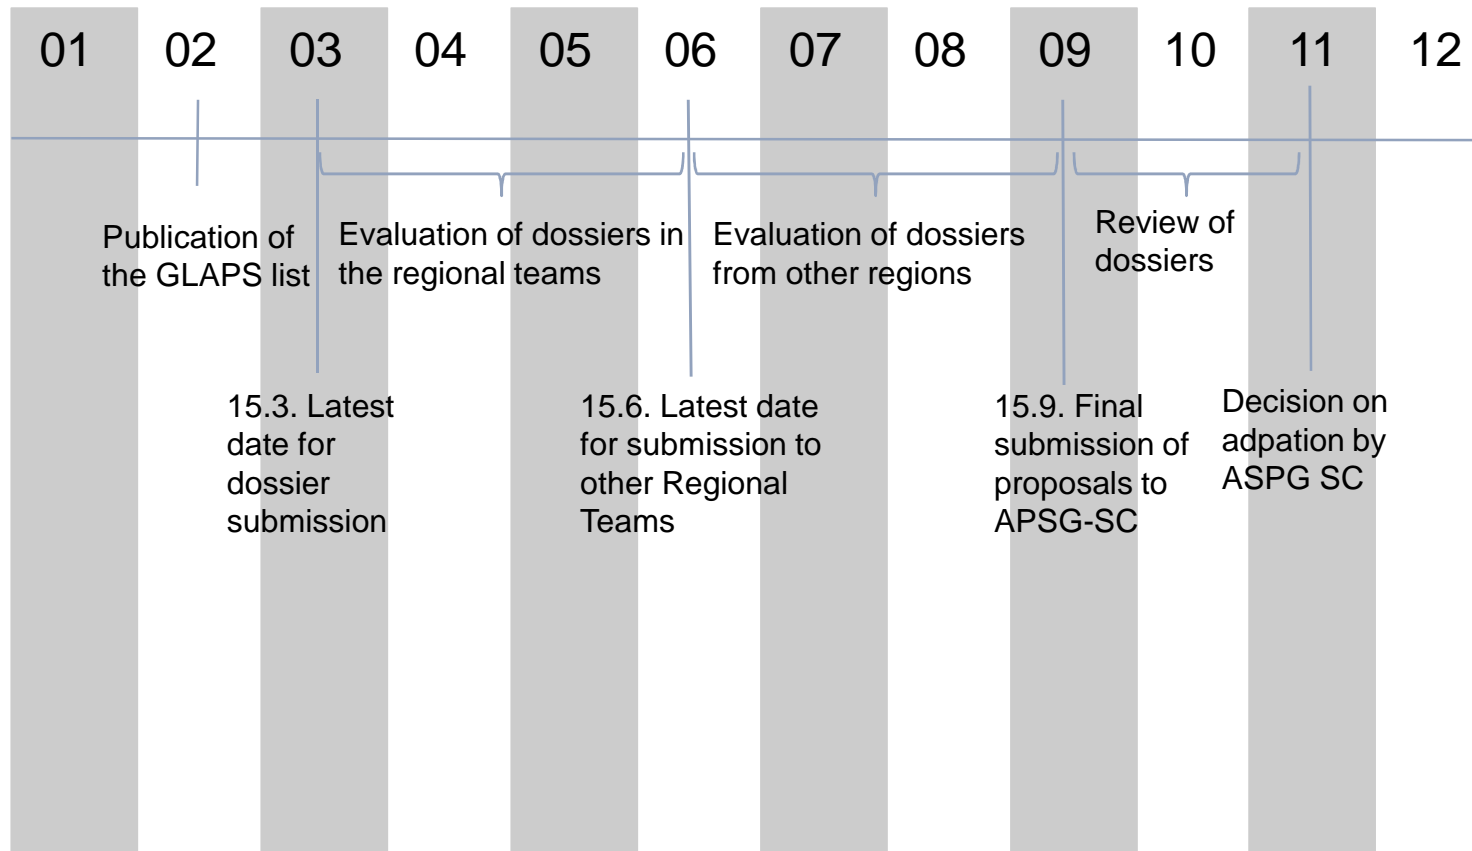 01 02 03 04 05 06 07 08 09 10 11 12
Publication of
the GLAPS list
Evaluation of dossiers in
the regional teams
Evaluation of dossiers
from other regions
Review of
dossiers
15.3. Latest
date for
dossier
submission
15.6. Latest date
for submission to
other Regional
Teams
15.9. Final
submission of
proposals to
APSG-SC
Decision on
adpation by
ASPG SC